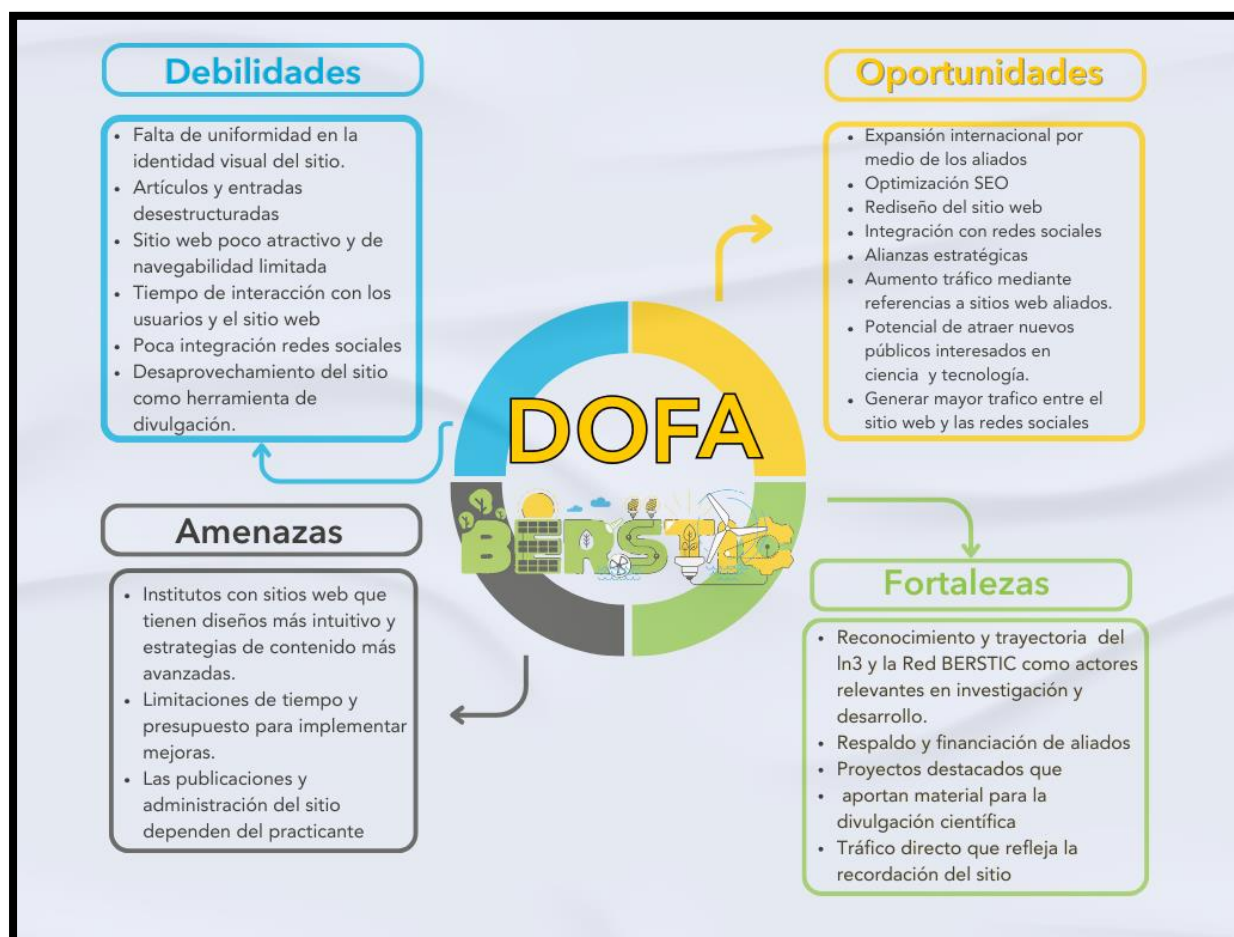 Debilidades
• Falta de uniformidad en la
identidad visual del sitio.
• Artículos y entradas
desestructuradas
• Sitio web poco atractivo y de
navegabilidad limitada
• Tiempo de interacción con los
usuarios y el sitio web
• Poca integración redes sociales
• Desaprovechamiento del sitio
como herramienta de
divulgación.
Oportunidades
• Expansión internacional por
medio de los aliados
• Optimización SEO
• Rediseño del sitio web
• Integración con redes sociales
• Alianzas estratégicas
• Aumento tráfico mediante
referencias a sitios web aliados.
• Potencial de atraer nuevos
públicos interesados en
ciencia y tecnología.
• Generar mayor trafico entre el
sitio web y las redes sociales
DOFA
BERSTIC
Amenazas
• Institutos con sitios web que
tienen diseños más intuitivo y
estrategias de contenido más
avanzadas.
• Limitaciones de tiempo y
presupuesto para implementar
mejoras.
• Las publicaciones y
administración del sitio
dependen del practicante
Fortalezas
• Reconocimiento y trayectoria del
ln3 y la Red BERSTIC como actores
relevantes en investigación y
desarrollo.
• Respaldo y financiación de aliados
• Proyectos destacados que
• aportan material para la
divulgación científica
• Tráfico directo que refleja la
recordación del sitio